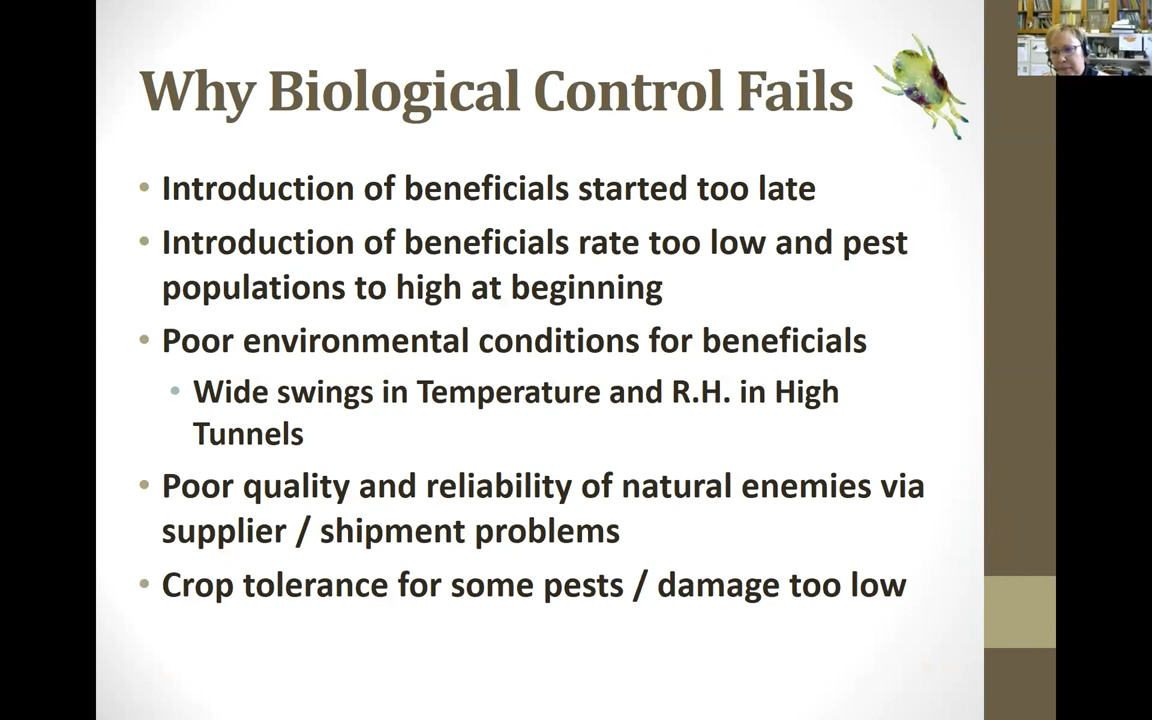 Why Biological Control Fails
• Introduction of beneficials started too late
• Introduction of beneficials rate too low and pest
populations to high at beginning
• Poor environmental conditions for beneficials
• Wide swings in Temperature and R.H. in High
Tunnels
• Poor quality and reliability of natural enemies via
supplier / shipment problems
• Crop tolerance for some pests / damage too low